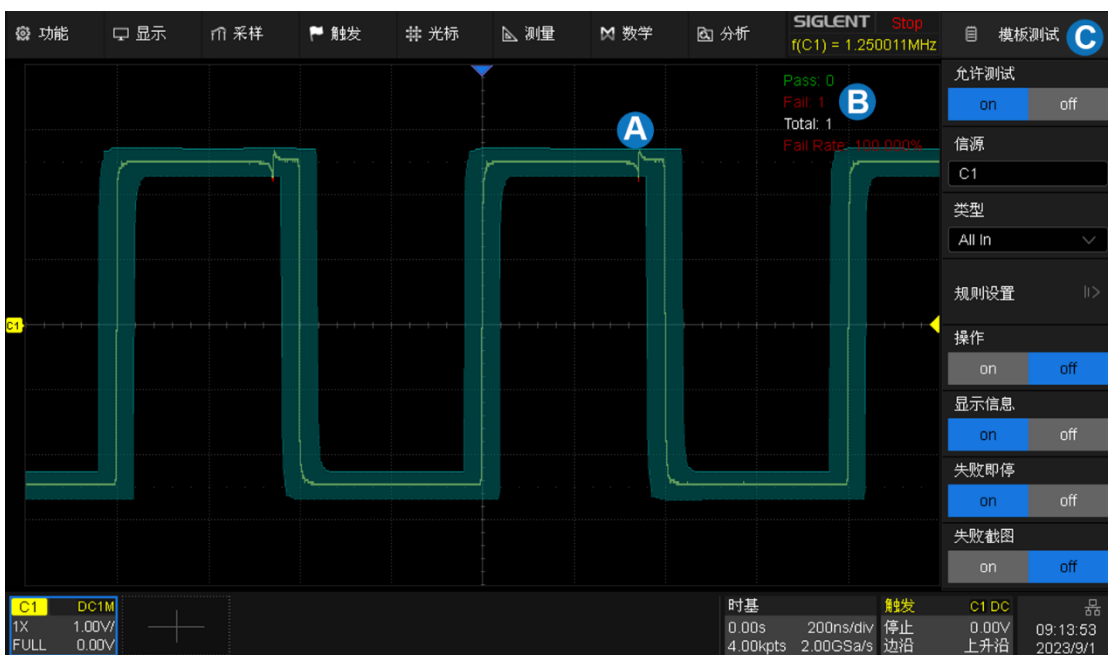 功能 显示 采样 触发 光标 测量 数学 分析
SIGLENT Stop
f(C1) = 1.250011MHz
模板测试 C
Pass: 0
Fail: 1
B
Total: 1
Fail Rate: 100.000%
A
允许测试
on off
信源
C1
类型
All In
规则设置
操作
on off
显示信息
on off
失败即停
on off
失败截图
on off
C1
C1 DC1M
1X 1.00V/
FULL 0.00V
时基
0.00s 200ns/div
4.00kpts 2.00GSa/s
触发 C1 DC
停止 0.00V
边沿 上升沿
09:13:53
2023/9/1